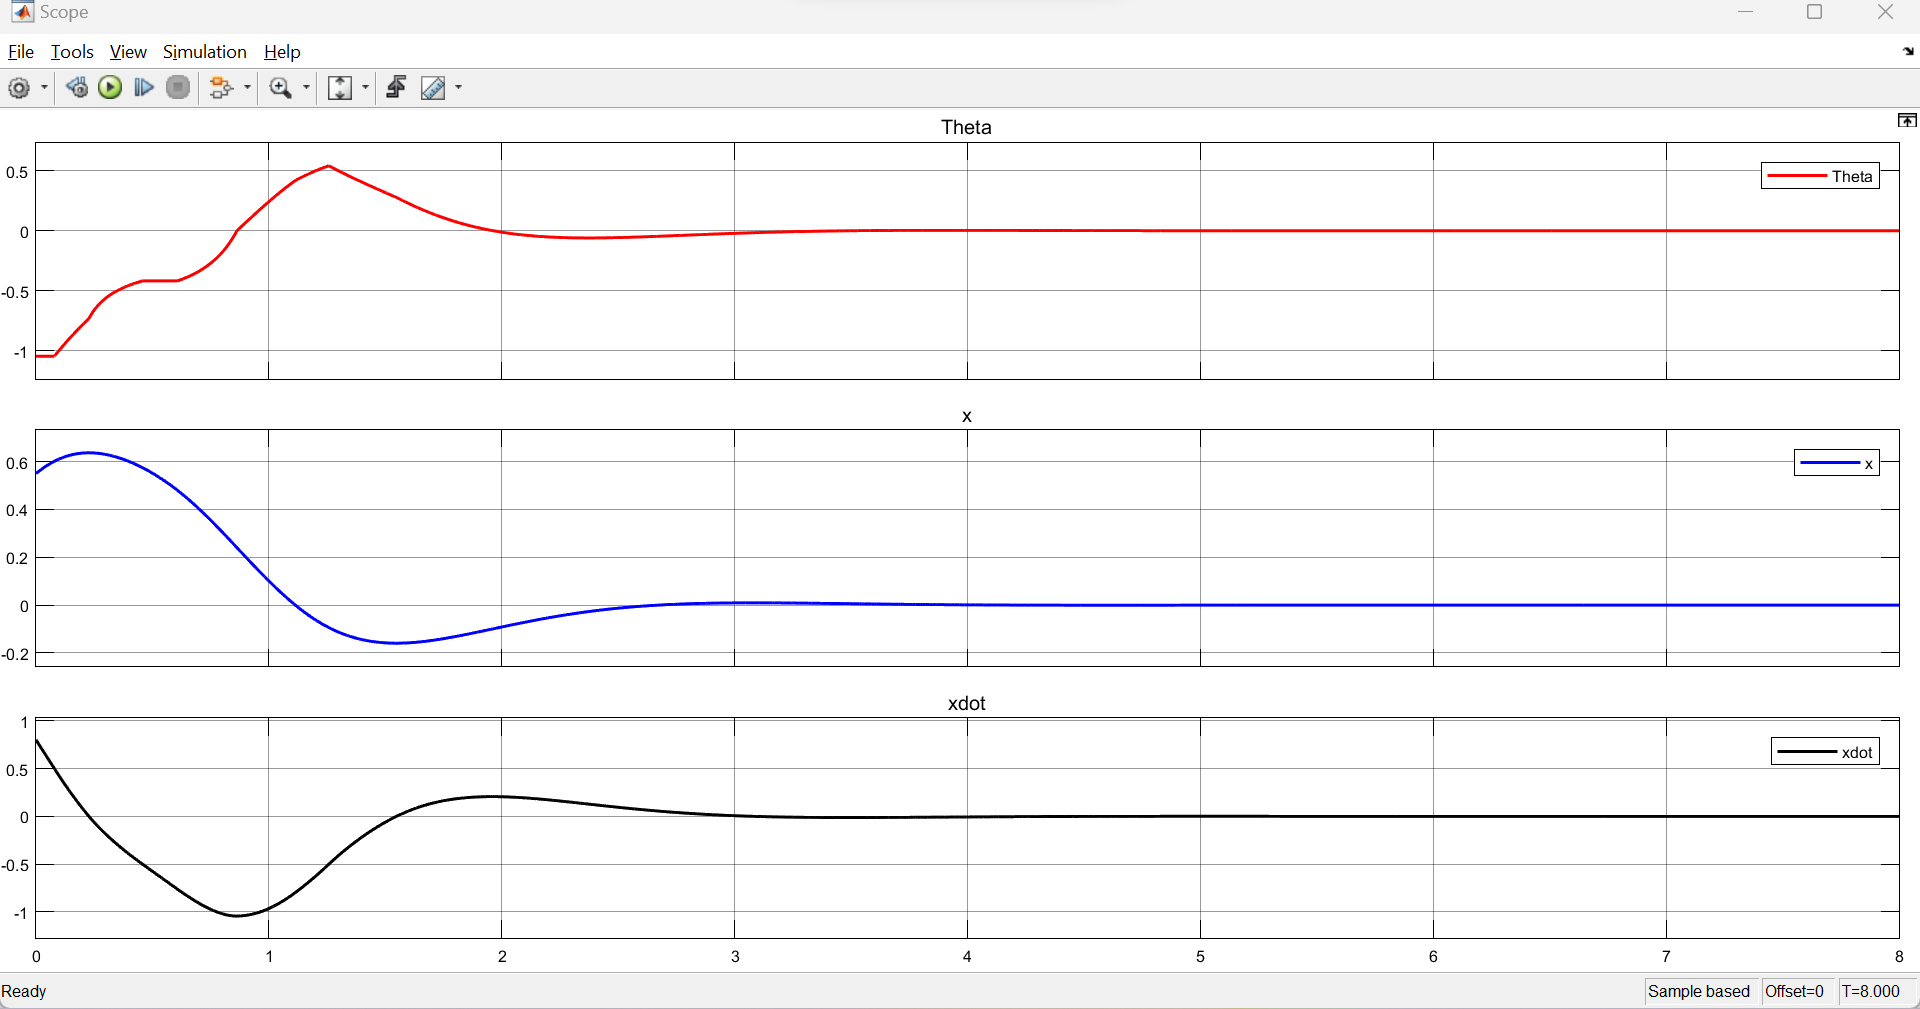 Scope
File Tools View Simulation Help
Theta
0.5
0
-0.5
-1
Theta
x
0.6
0.4
0.2
0
-0.2
x
xdot
1
0.5
0
-0.5
-1
xdot
0 1 2 3 4 5 6 7 8
Ready Sample based Offset=0 T=8.000